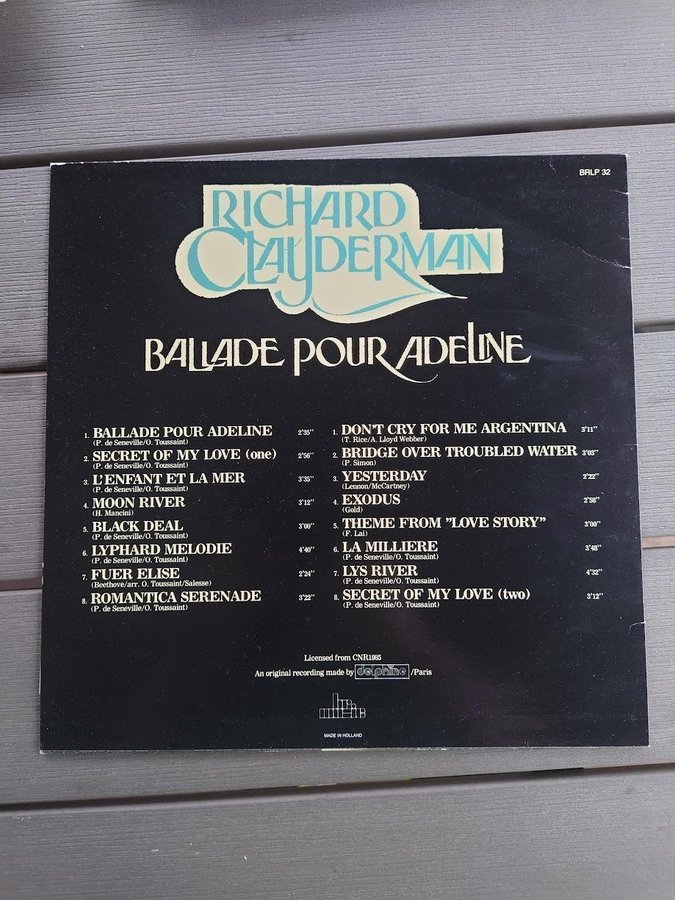 BRLP 32
RICHARD
CLAYDERMAN
BALLADE POUR ADELINE
1. BALLADE POUR ADELINE 2'35"
(P. de Seneville/O. Toussaint)
2. SECRET OF MY LOVE (one) 2'56"
(P. de Seneville/O. Toussaint)
3. L'ENFANT ET LA MER 3'35"
(P. de Seneville/O. Toussaint)
4. MOON RIVER 3'12"
(H. Mancini)
5. BLACK DEAL 3'00"
(P. de Seneville/O. Toussaint)
6. LYPHARD MELODIE 4'40"
(P. de Seneville/O. Toussaint)
7. FUER ELISE 2'24"
(Beethove/arr. O. Toussaint/Salesse)
8. ROMANTICA SERENADE 3'22"
(P. de Seneville/O. Toussaint)
1. DON'T CRY FOR ME ARGENTINA 3'11"
(T. Rice/A. Lloyd Webber)
2. BRIDGE OVER TROUBLED WATER 3'03"
(P. Simon)
3. YESTERDAY 2'22"
(Lennon/McCartney)
4. EXODUS 2'58"
(Gold)
5. THEME FROM "LOVE STORY" 3'00"
(F. Lai)
6. LA MILLIERE 3'48"
(P. de Seneville/O. Toussaint)
7. LYS RIVER 4'32"
(P. de Seneville/O. Toussaint)
8. SECRET OF MY LOVE (two) 3'12"
(P. de Seneville/O. Toussaint)
Licensed from CNR1985
An original recording made by delphine/Paris
MADE IN HOLLAND